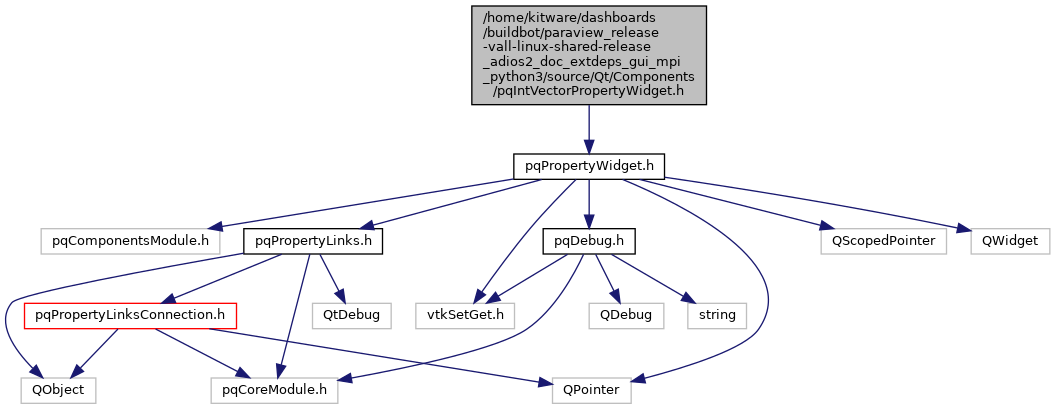 /home/kitware/dashboards
/buildbot/paraview_release
-vall-linux-shared-release
_adios2_doc_extdeps_gui_mpi
_python3/source/Qt/Components
/pqIntVectorPropertyWidget.h
pqPropertyWidget.h
pqComponentsModule.h
pqPropertyLinks.h
pqDebug.h
QScopedPointer
QWidget
pqPropertyLinksConnection.h
QtDebug
vtkSetGet.h
QDebug
string
QObject
pqCoreModule.h
QPointer